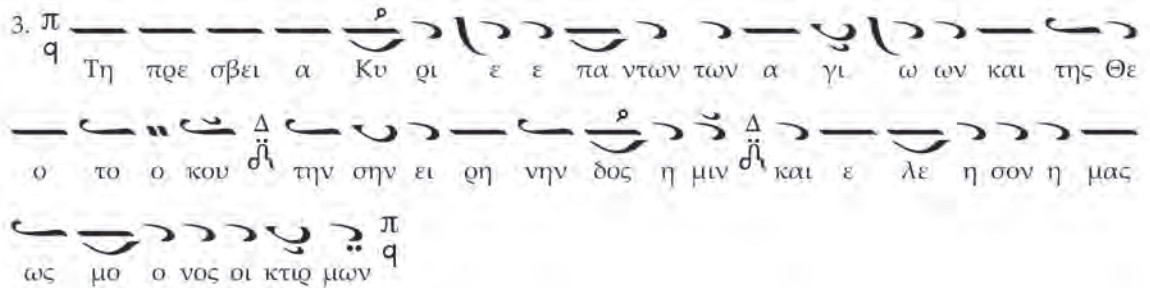 3. π
q
Τη πρε σβει α Κυ ρι ε ε πα ντων των α γι ω ων και της Θε
Δ
ο το ο κου την σην ει ρη νην δος η μιν Δ και ε λε η σον η μας
ως μο ο νος οι κτιρ μων π
q